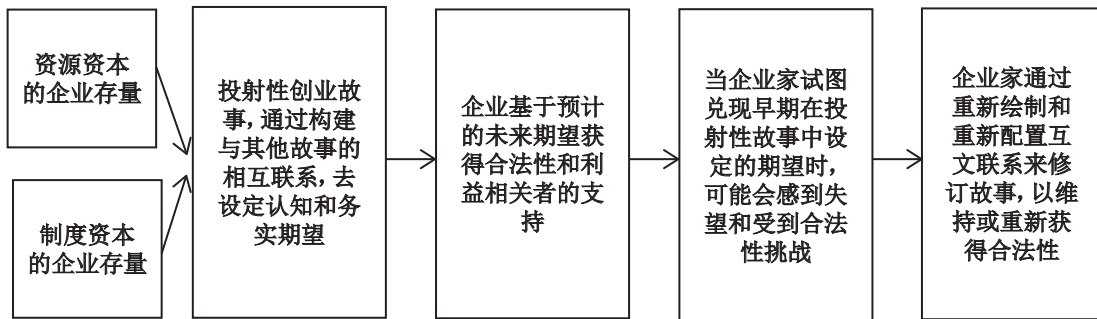 资源资本
的企业存量
制度资本
的企业存量
投射性创业故
事，通过构建
与其他故事的
相互联系，去
设定认知和务
实期望
企业基于预计
的未来期望获
得合法性和利
益相关者的支
持
当企业家试图
兑现早期在投
射性故事中设
定的期望时，
可能会感到失
望和受到合法
性挑战
企业家通过
重新绘制和
重新配置互
文联系来修
订故事，以维
持或重新获
得合法性